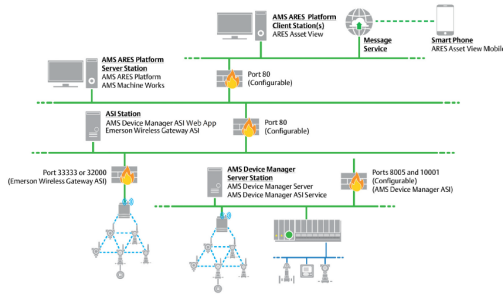 AMS ARES Platform
Client Station(s)
ARES Asset View
Message
Service
Smart Phone
ARES Asset View Mobile
AMS ARES Platform
Server Station
AMS ARES Platform
AMS Machine Works
Port 80
(Configurable)
ASI Station
AMS Device Manager ASI Web App
Emerson Wireless Gateway ASI
Port 80
(Configurable)
Port 33333 or 32000
(Emerson Wireless Gateway ASI)
AMS Device Manager
Server Station
AMS Device Manager Server
AMS Device Manager ASI Service
Ports 8005 and 10001
(Configurable)
(AMS Device Manager ASI)